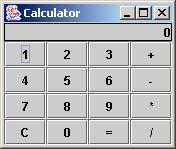 Calculator
0
1 2 3 +
4 5 6 -
7 8 9 *
C 0 = /